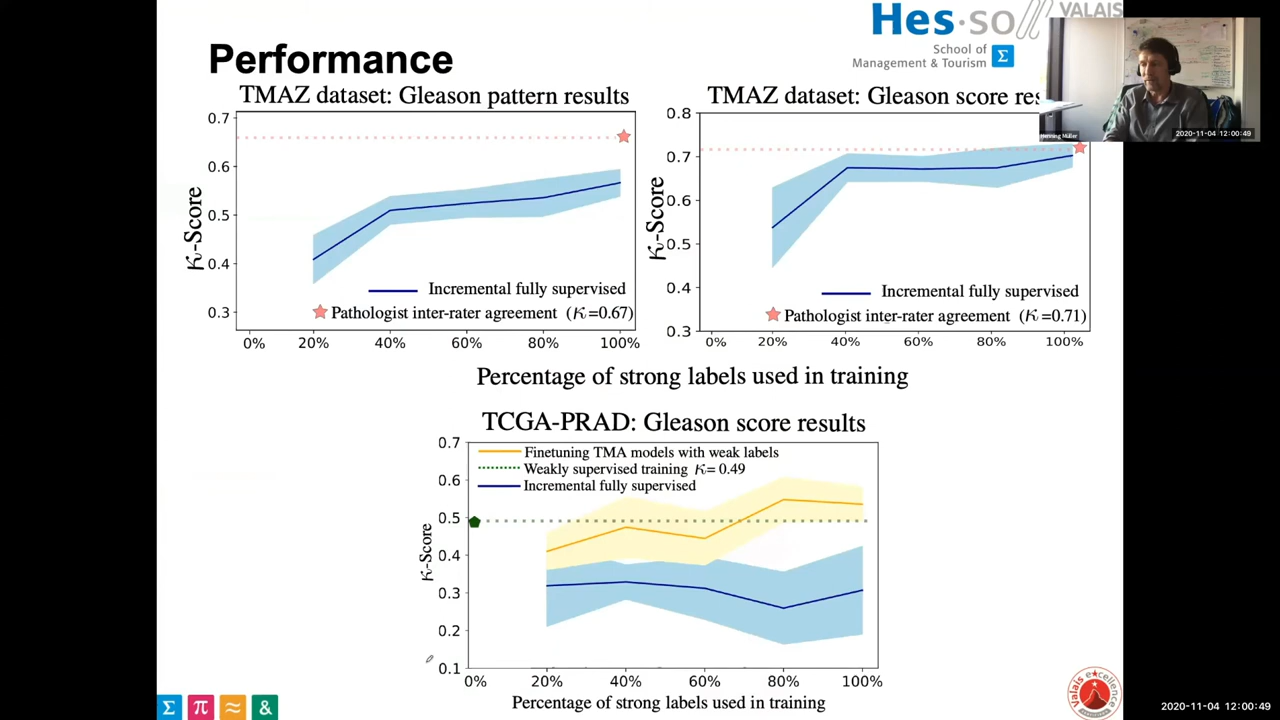 Performance
Hes·so// VALAIS
School of
Management & Tourism Σ
Henning Müller
2020-11-04 12:00:49
TMAZ dataset: Gleason pattern results
0.7
0.6
0.5
0.4
0.3
κ-Score
Incremental fully supervised
Pathologist inter-rater agreement (κ=0.67)
0% 20% 40% 60% 80% 100%
TMAZ dataset: Gleason score res
0.8
0.7
0.6
0.5
0.4
0.3
κ-Score
Incremental fully supervised
Pathologist inter-rater agreement (κ=0.71)
0% 20% 40% 60% 80% 100%
Percentage of strong labels used in training
TCGA-PRAD: Gleason score results
0.7
0.6
0.5
0.4
0.3
0.2
0.1
κ-Score
Finetuning TMA models with weak labels
Weakly supervised training κ= 0.49
Incremental fully supervised
0% 20% 40% 60% 80% 100%
Percentage of strong labels used in training
Σ π ≈ &
Valais excellence
2020-11-04 12:00:49